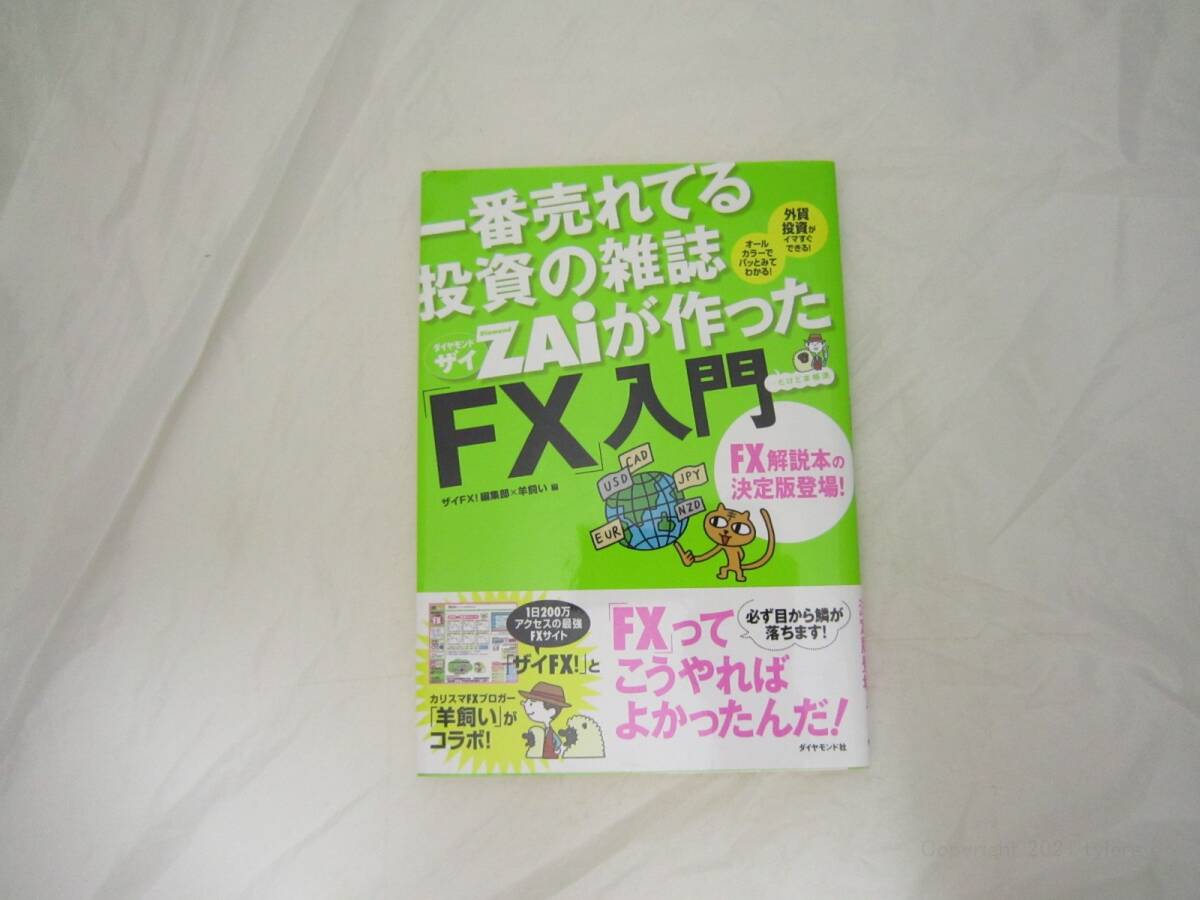 一番売れてる
投資の雑誌
ダイヤモンド
ザイ
Diamond
ZAiが作った
「FX」入門
外貨
投資が
イマすぐ
できる!
オール
カラーで
パッとみて
わかる!
ザイFX!編集部×羊飼い 編
FX解説本の
決定版登場!
CAD
USD
JPY
NZD
EUR
1日200万
アクセスの最強
FXサイト
「ザイFX!」と
カリスマFXブロガー
「羊飼い」が
コラボ!
必ず目から鱗が
落ちます!
「FX」って
こうやれば
よかったんだ!
ダイヤモンド社